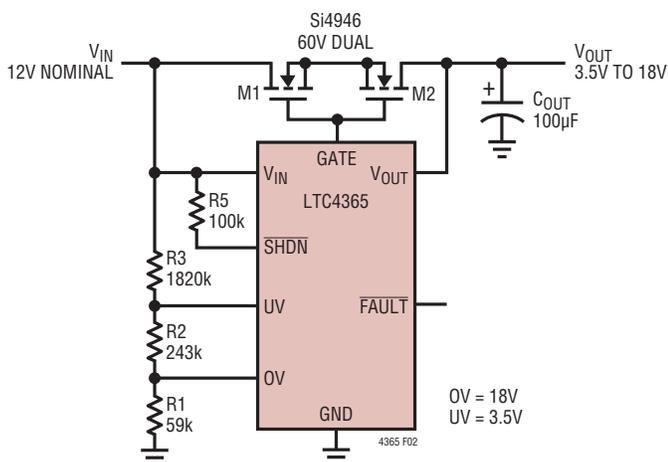 Si4946
60V DUAL
VIN
12V NOMINAL
VOUT
3.5V TO 18V
M1
M2
+
COUT
100µF
GATE
VIN
VOUT
LTC4365
R5
100k
SHDN
R3
1820k
UV
FAULT
R2
243k
OV
R1
59k
GND
OV = 18V
UV = 3.5V
4365 F02